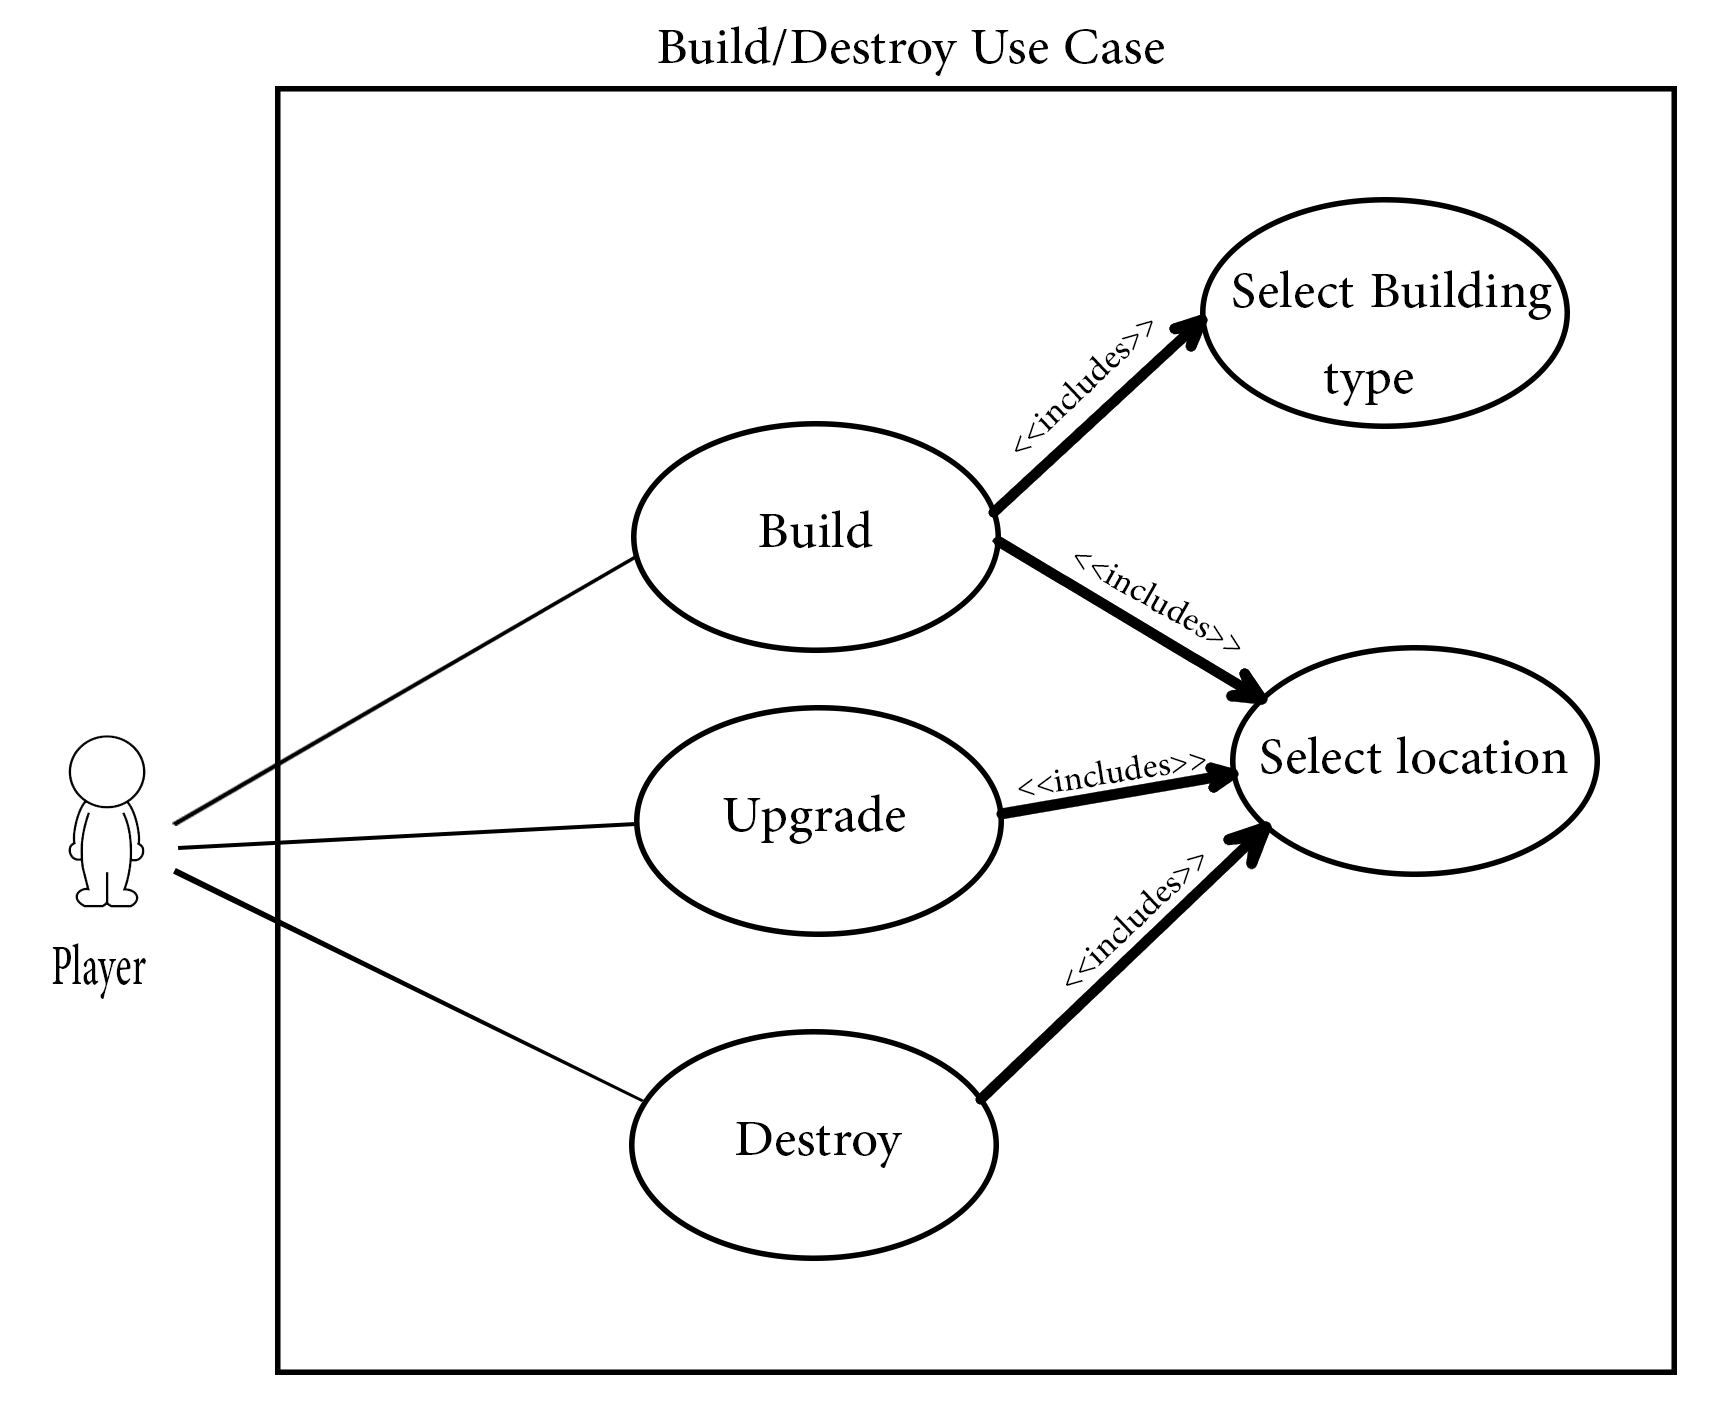 Build/Destroy Use Case
Select Building
type
<<includes>>
Build
<<includes>>
Select location
<<includes>>
Upgrade
<<includes>>
Player
Destroy